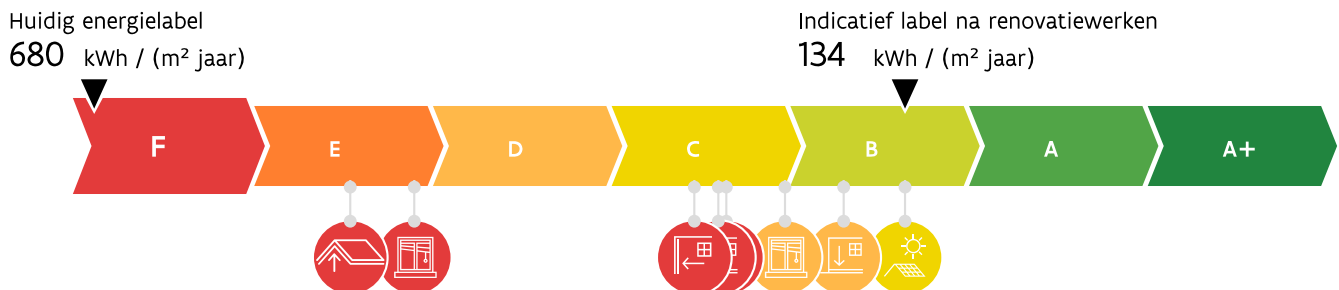 Huidig energielabel
680 kWh / (m² jaar)
Indicatief label na renovatiewerken
134 kWh / (m² jaar)
F E D C B A A+